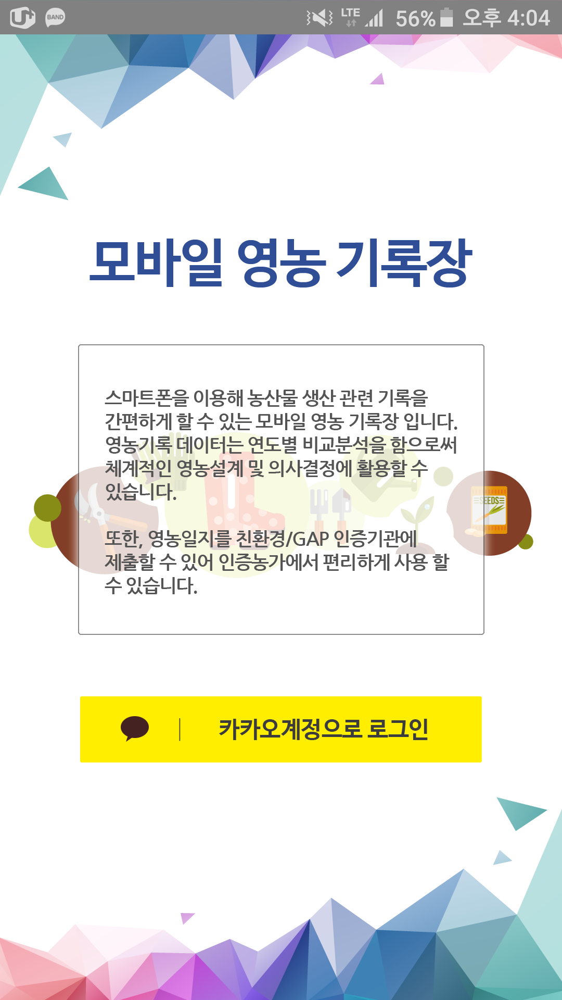 U+ BAND LTE 56% 오후 4:04
모바일 영농 기록장
스마트폰을 이용해 농산물 생산 관련 기록을
간편하게 할 수 있는 모바일 영농 기록장 입니다.
영농기록 데이터는 연도별 비교분석을 함으로써
체계적인 영농설계 및 의사결정에 활용할 수
있습니다.
SEEDS
또한, 영농일지를 친환경/GAP 인증기관에
제출할 수 있어 인증농가에서 편리하게 사용 할
수 있습니다.
카카오계정으로 로그인